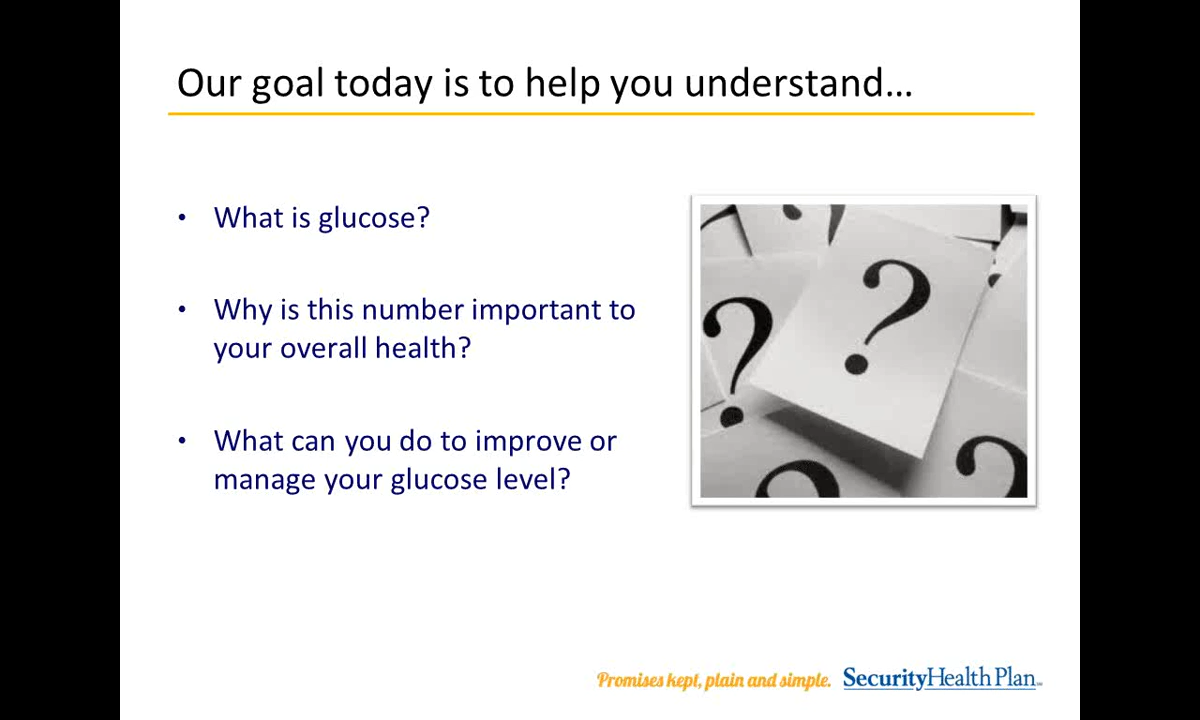 Our goal today is to help you understand…
• What is glucose?
• Why is this number important to
your overall health?
• What can you do to improve or
manage your glucose level?
? ? ? ? ?
Promises kept, plain and simple. SecurityHealth Plan™